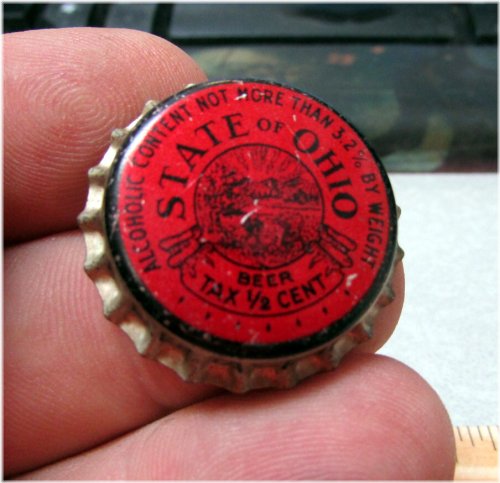 ALCOHOLIC CONTENT NOT MORE THAN 3.2% BY WEIGHT
STATE OF OHIO
BEER
TAX 1/2 CENT